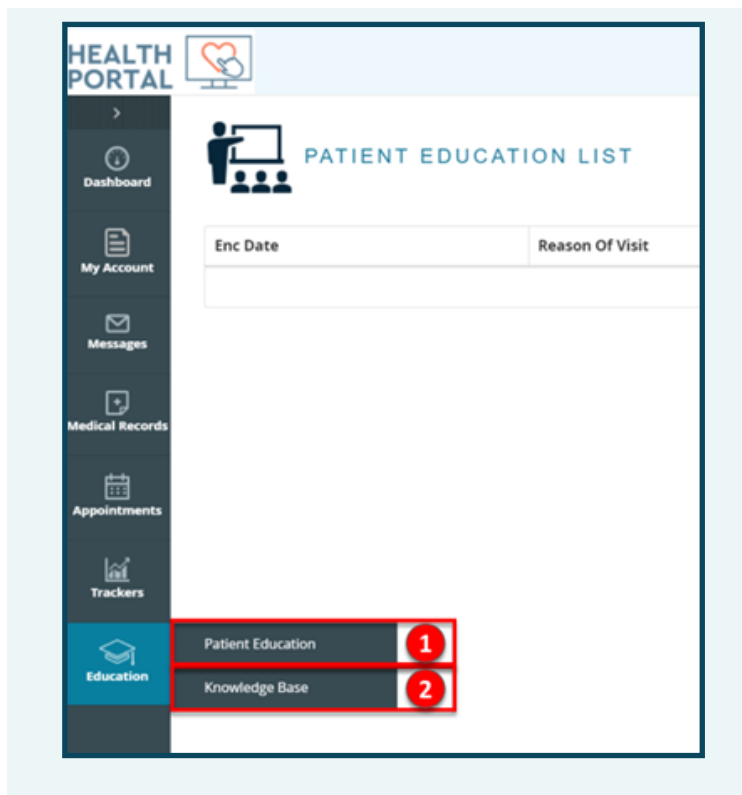 HEALTH
PORTAL
>
Dashboard
My Account
Messages
Medical Records
Appointments
Trackers
Education
PATIENT EDUCATION LIST
Enc Date Reason Of Visit
Patient Education 1
Knowledge Base 2